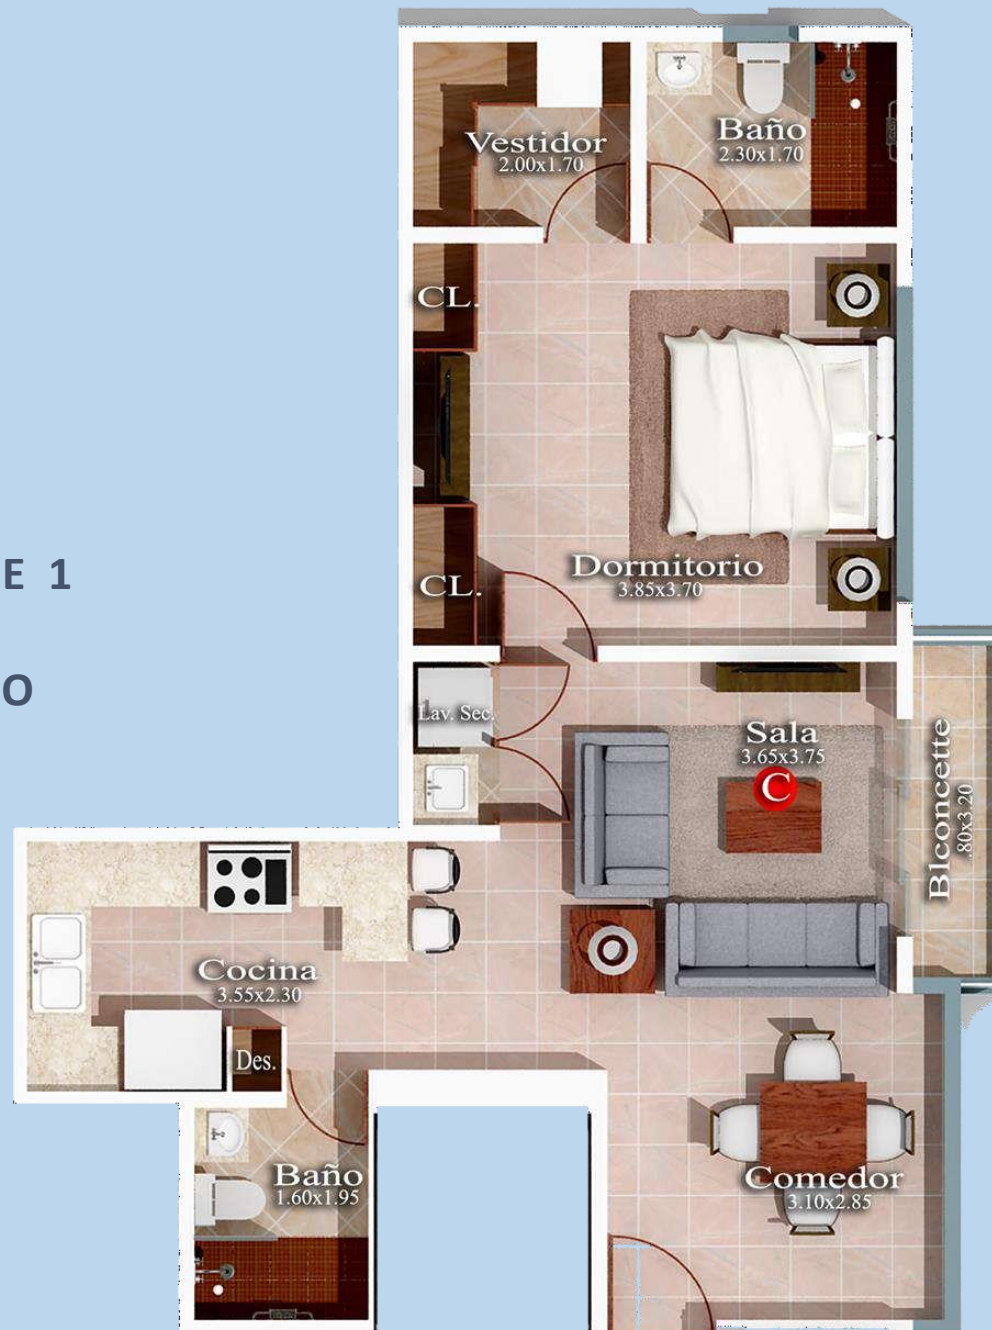 Vestidor
2.00x1.70
Baño
2.30x1.70
CL.
Dormitorio
3.85x3.70
CL.
E 1
O
Lav. Sec.
Sala
3.65x3.75
C
Blconcette
.80x3.20
Cocina
3.55x2.30
Des.
Baño
1.60x1.95
Comedor
3.10x2.85